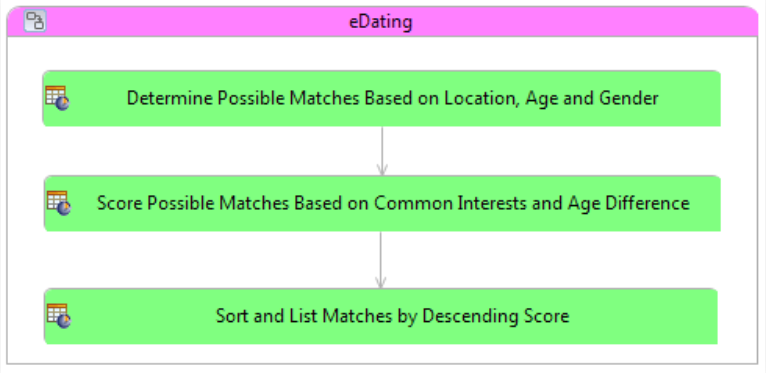 eDating
Determine Possible Matches Based on Location, Age and Gender
Score Possible Matches Based on Common Interests and Age Difference
Sort and List Matches by Descending Score